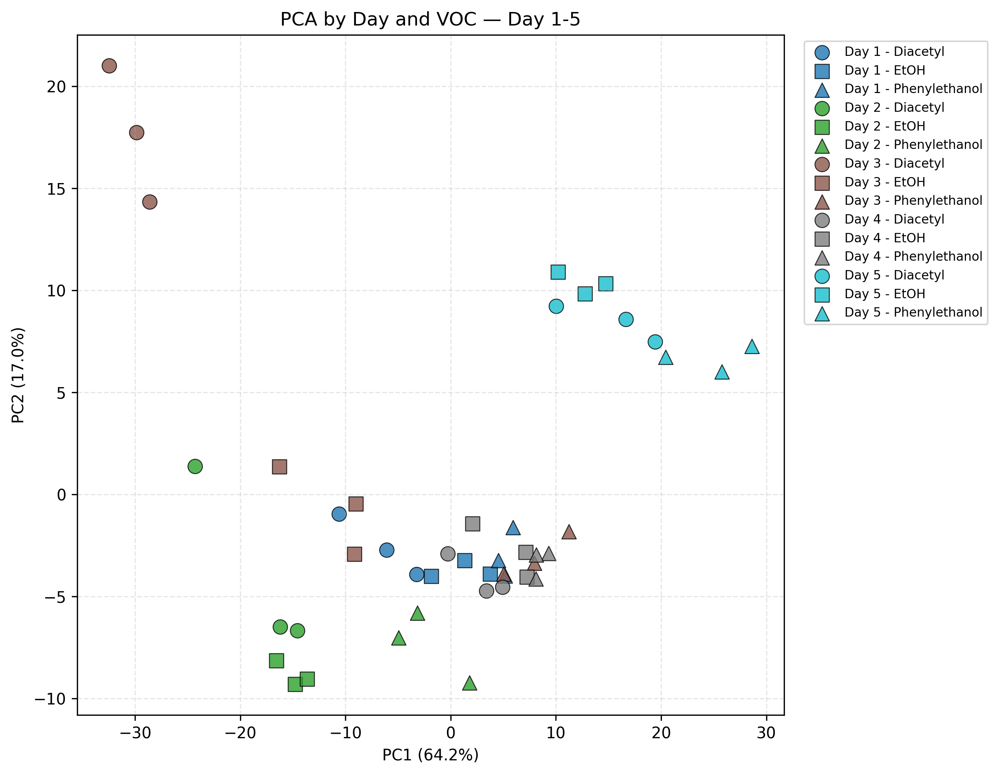 PCA by Day and VOC — Day 1-5
Day 1 - Diacetyl
Day 1 - EtOH
Day 1 - Phenylethanol
Day 2 - Diacetyl
Day 2 - EtOH
Day 2 - Phenylethanol
Day 3 - Diacetyl
Day 3 - EtOH
Day 3 - Phenylethanol
Day 4 - Diacetyl
Day 4 - EtOH
Day 4 - Phenylethanol
Day 5 - Diacetyl
Day 5 - EtOH
Day 5 - Phenylethanol
PC2 (17.0%)
20
15
10
5
0
−5
−10
−30
−20
−10
0
10
20
30
PC1 (64.2%)